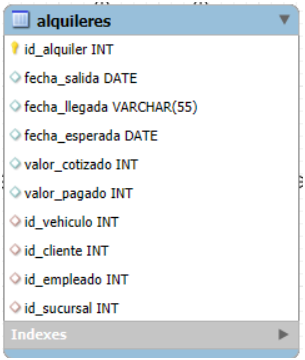 alquileres
id_alquiler INT
fecha_salida DATE
fecha_llegada VARCHAR(55)
fecha_esperada DATE
valor_cotizado INT
valor_pagado INT
id_vehiculo INT
id_cliente INT
id_empleado INT
id_sucursal INT
Indexes